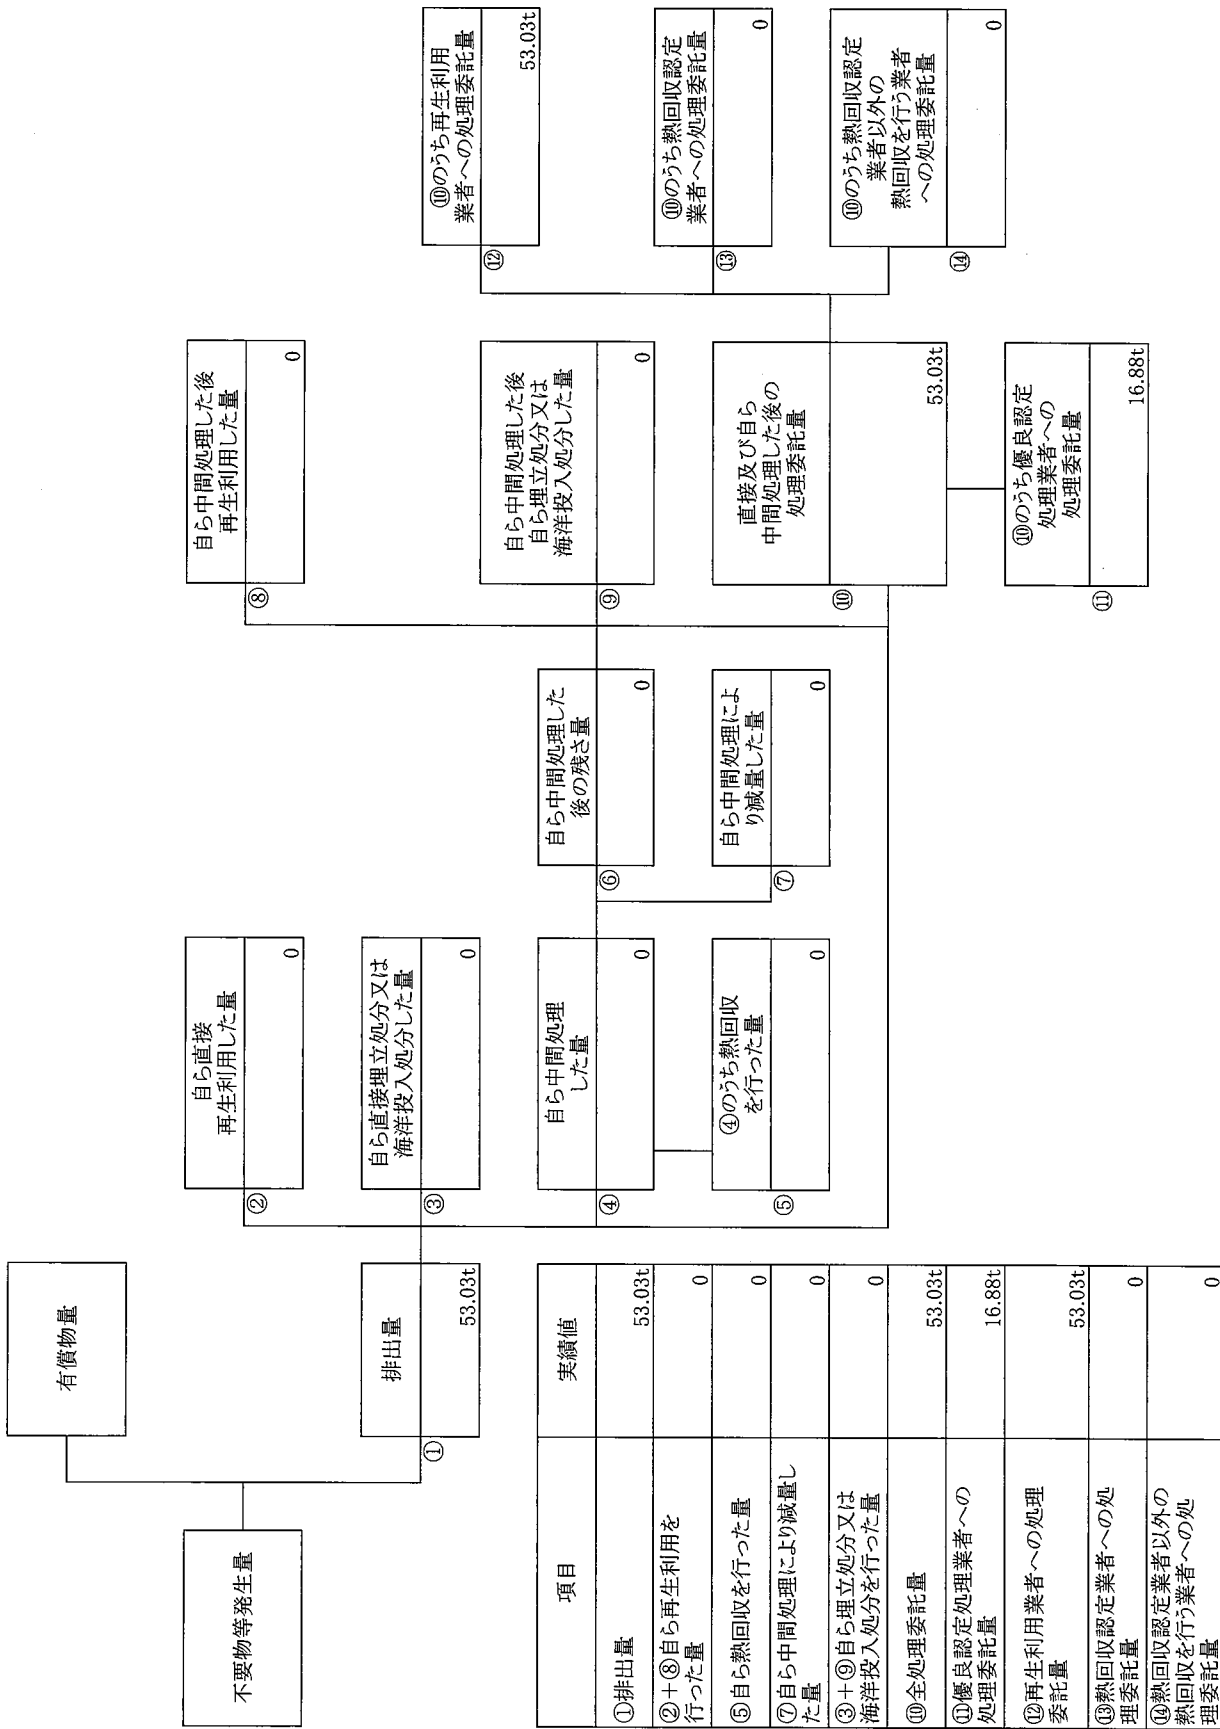 不要物等発生量
有償物量
①
排出量
53.03t
②
自ら直接
再生利用した量
0
③
自ら直接埋立処分又は
海洋投入処分した量
0
④
自ら中間処理
した量
0
⑤
④のうち熱回収
を行った量
0
⑥
自ら中間処理した
後の残さ量
0
⑦
自ら中間処理によ
り減量した量
0
⑧
自ら中間処理した後
再生利用した量
0
⑨
自ら中間処理した後
自ら埋立処分又は
海洋投入処分した量
0
⑩
直接及び自ら
中間処理した後の
処理委託量
53.03t
⑪
⑩のうち優良認定
処理業者への
処理委託量
16.88t
⑫
⑩のうち再生利用
業者への処理委託量
53.03t
⑬
⑩のうち熱回収認定
業者への処理委託量
0
⑭
⑩のうち熱回収認定
業者以外の
熱回収を行う業者
への処理委託量
0
項目 実績値
①排出量 53.03t
②+⑧自ら再生利用を
行った量 0
⑤自ら熱回収を行った量 0
⑦自ら中間処理により減量し
た量 0
③+⑨自ら埋立処分又は
海洋投入処分を行った量 0
⑩全処理委託量 53.03t
⑪優良認定処理業者への
処理委託量 16.88t
⑫再生利用業者への処理
委託量 53.03t
⑬熱回収認定業者への処
理委託量 0
⑭熱回収認定業者以外の
熱回収を行う業者への処
理委託量 0